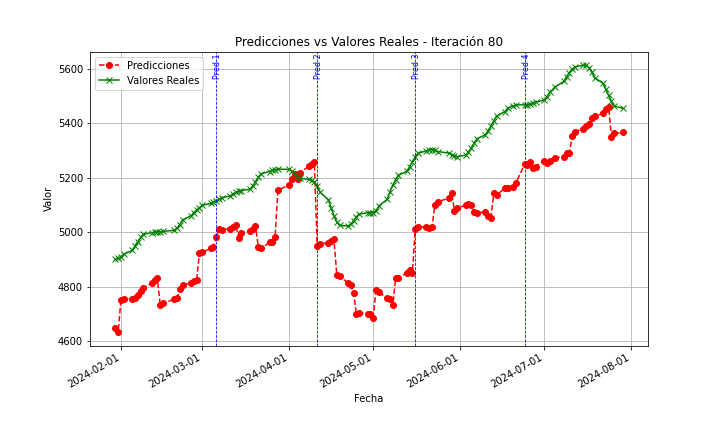 Predicciones vs Valores Reales - Iteración 80
Predicciones
Valores Reales
Pred 1
Pred 2
Pred 3
Pred 4
5600
5400
5200
5000
4800
4600
Valor
2024-02-01
2024-03-01
2024-04-01
2024-05-01
2024-06-01
2024-07-01
2024-08-01
Fecha